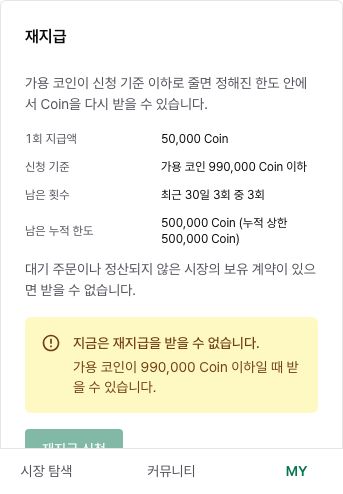 재지급
가용 코인이 신청 기준 이하로 줄면 정해진 한도 안에
서 Coin을 다시 받을 수 있습니다.
1회 지급액 50,000 Coin
신청 기준 가용 코인 990,000 Coin 이하
남은 횟수 최근 30일 3회 중 3회
남은 누적 한도 500,000 Coin (누적 상한
500,000 Coin)
대기 주문이나 정산되지 않은 시장의 보유 계약이 있으
면 받을 수 없습니다.
지금은 재지급을 받을 수 없습니다.
가용 코인이 990,000 Coin 이하일 때 받
을 수 있습니다.
재지급 신청
시장 탐색 커뮤니티 MY